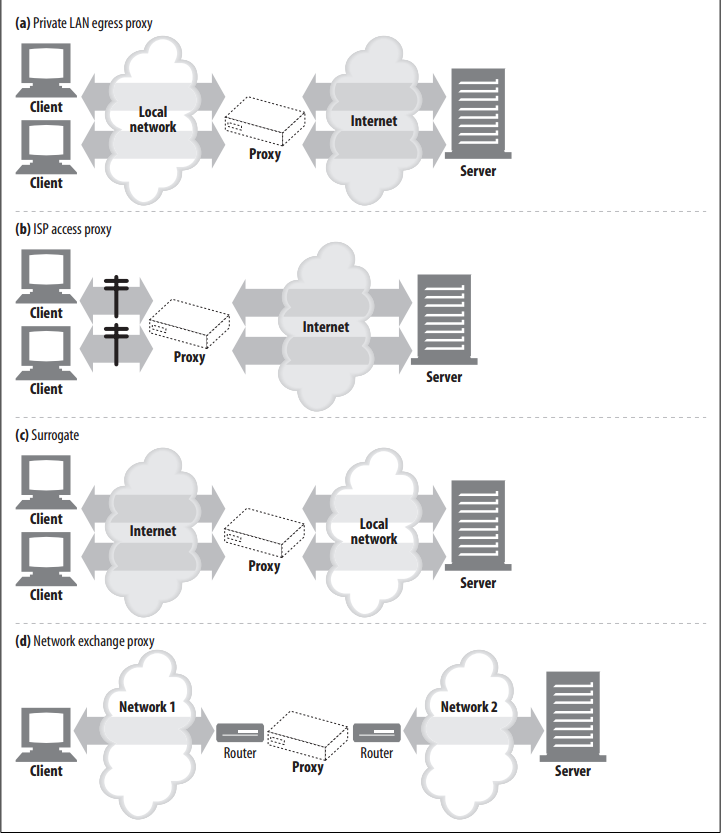 (a) Private LAN egress proxy
Client
Local
network
Proxy
Internet
Server
Client
(b) ISP access proxy
Client
Proxy
Internet
Server
Client
(c) Surrogate
Client
Internet
Proxy
Local
network
Server
Client
(d) Network exchange proxy
Network 1
Network 2
Client
Router
Proxy
Router
Server